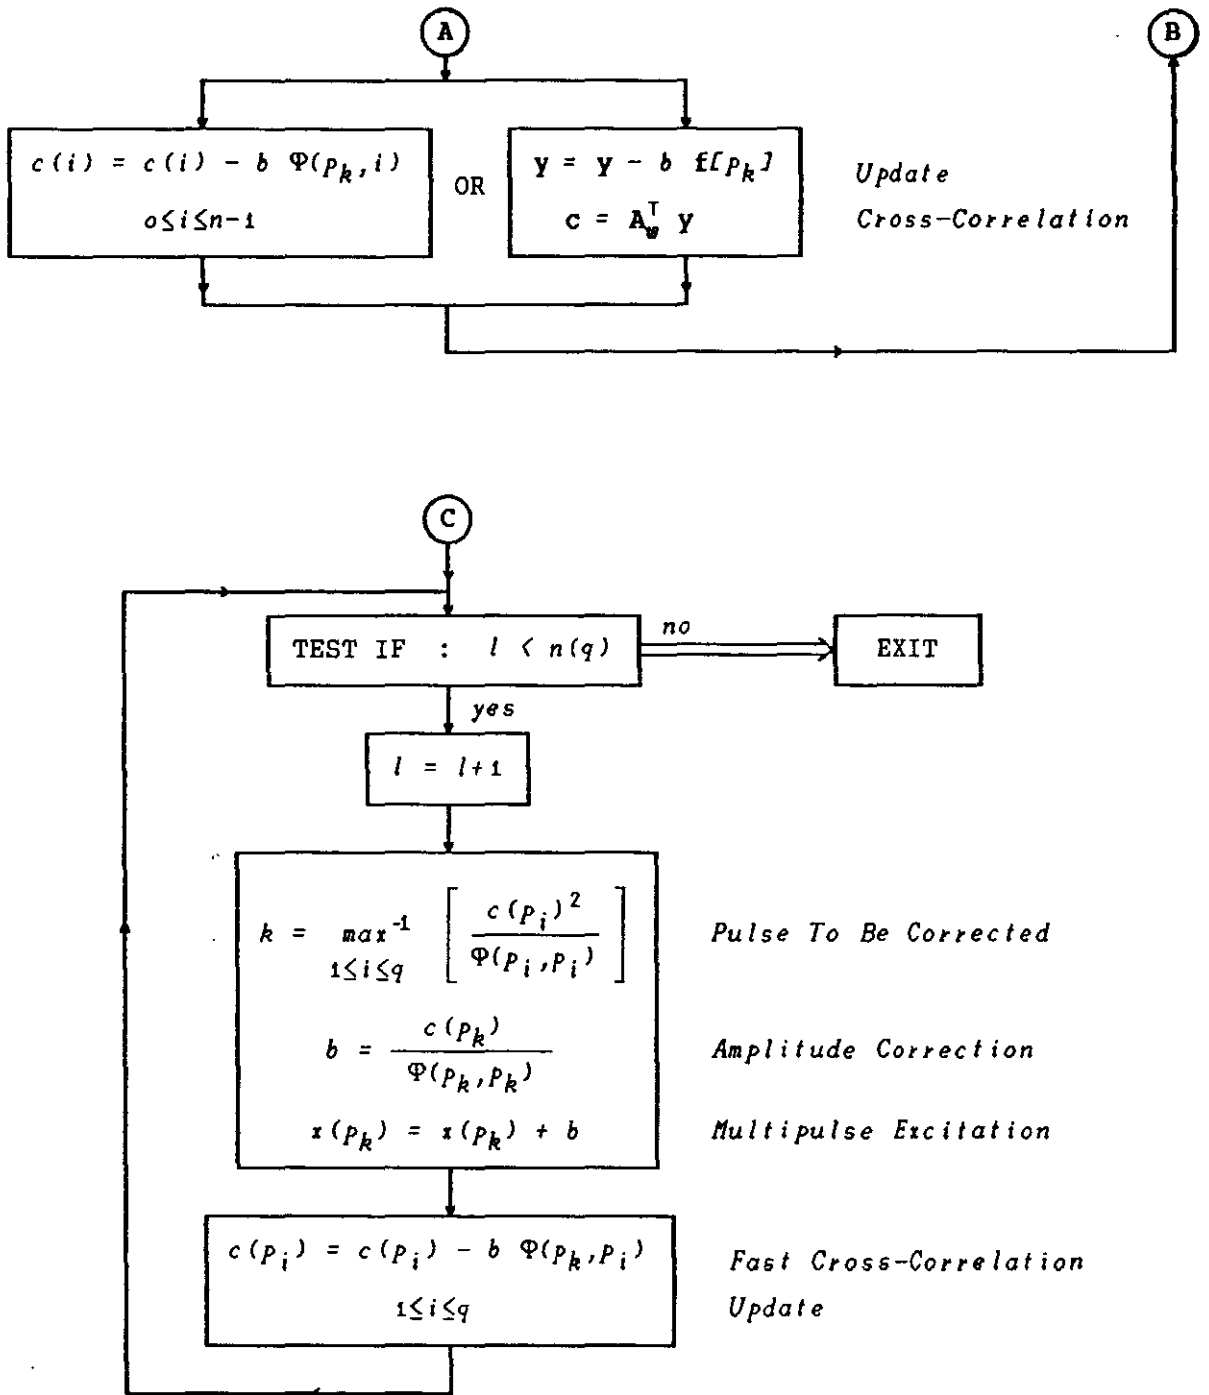 A
B
c(i) = c(i) - b Φ(p_k, i)
o≤i≤n-1
OR
y = y - b f[p_k]
c = A_w^T y
Update
Cross-Correlation
C
TEST IF : l < n(q)
no
EXIT
yes
l = l+1
k = max^-1 1≤i≤q [ c(p_i)^2 / Φ(p_i, p_i) ]
Pulse To Be Corrected
b = c(p_k) / Φ(p_k, p_k)
Amplitude Correction
x(p_k) = x(p_k) + b
Multipulse Excitation
c(p_i) = c(p_i) - b Φ(p_k, p_i)
1≤i≤q
Fast Cross-Correlation
Update